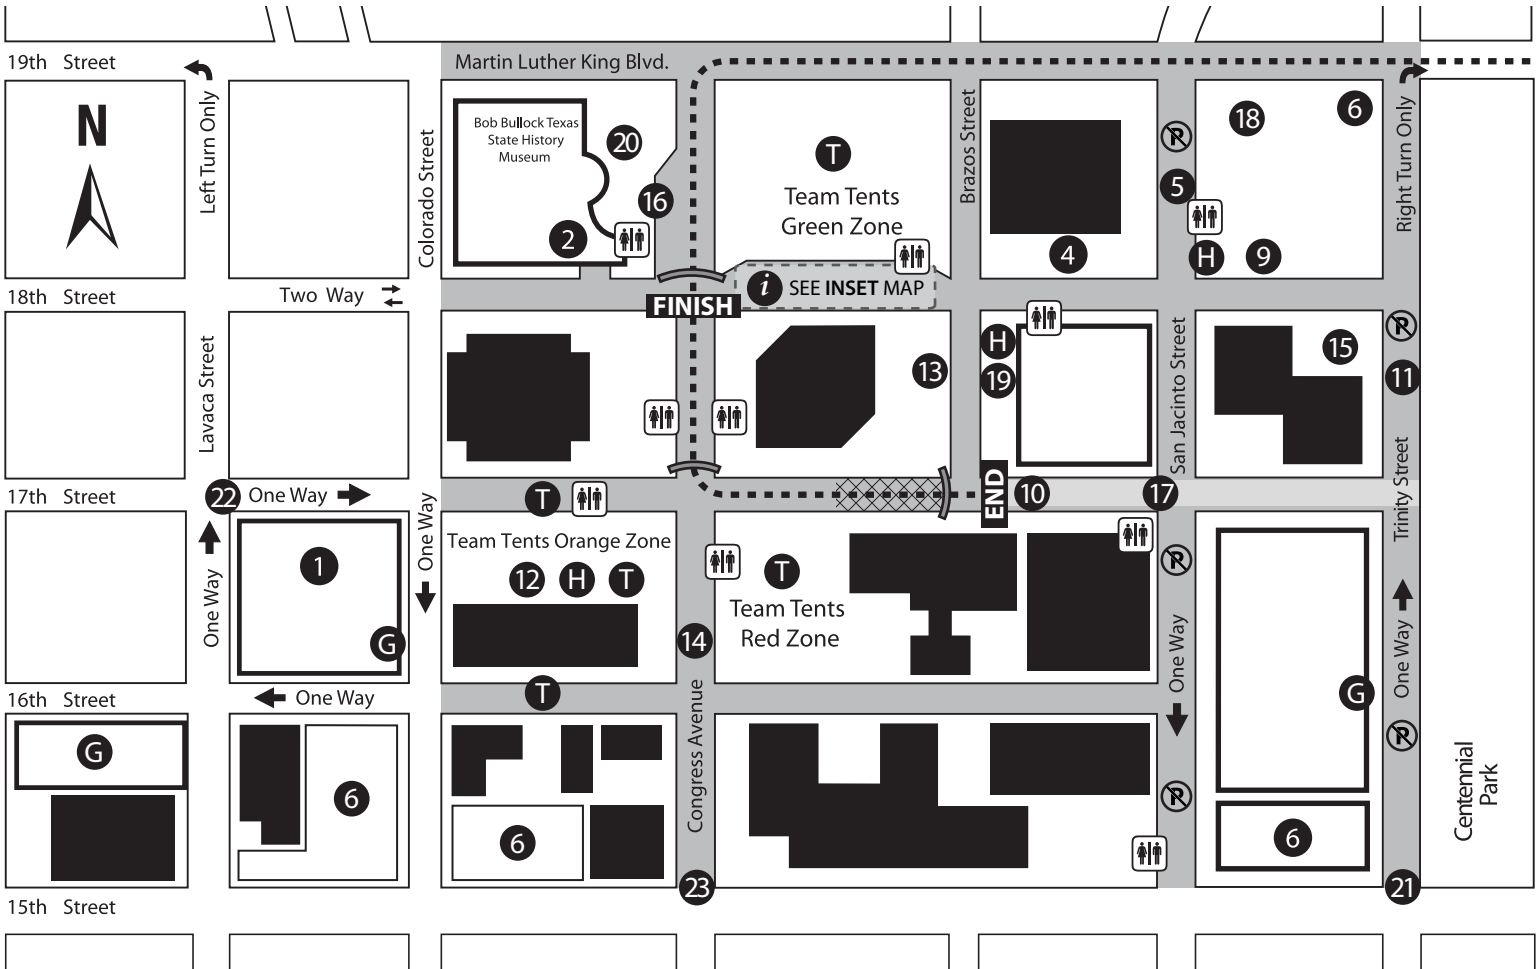 19th Street
Martin Luther King Blvd.
Left Turn Only
Right Turn Only
N
Bob Bullock Texas
State History
Museum
20
16
2
Colorado Street
T
Team Tents
Green Zone
Brazos Street
4
P
5
H
9
18
6
i SEE INSET MAP
18th Street
Two Way
FINISH
Lavaca Street
13
H
19
San Jacinto Street
15
P
11
17th Street
22
One Way
T
END
10
17
Trinity Street
One Way
One Way
1
G
Team Tents Orange Zone
12
H
T
14
T
Team Tents
Red Zone
P
One Way
One Way
G
16th Street
One Way
T
Congress Avenue
G
6
6
P
P
6
Centennial
Park
23
21
15th Street